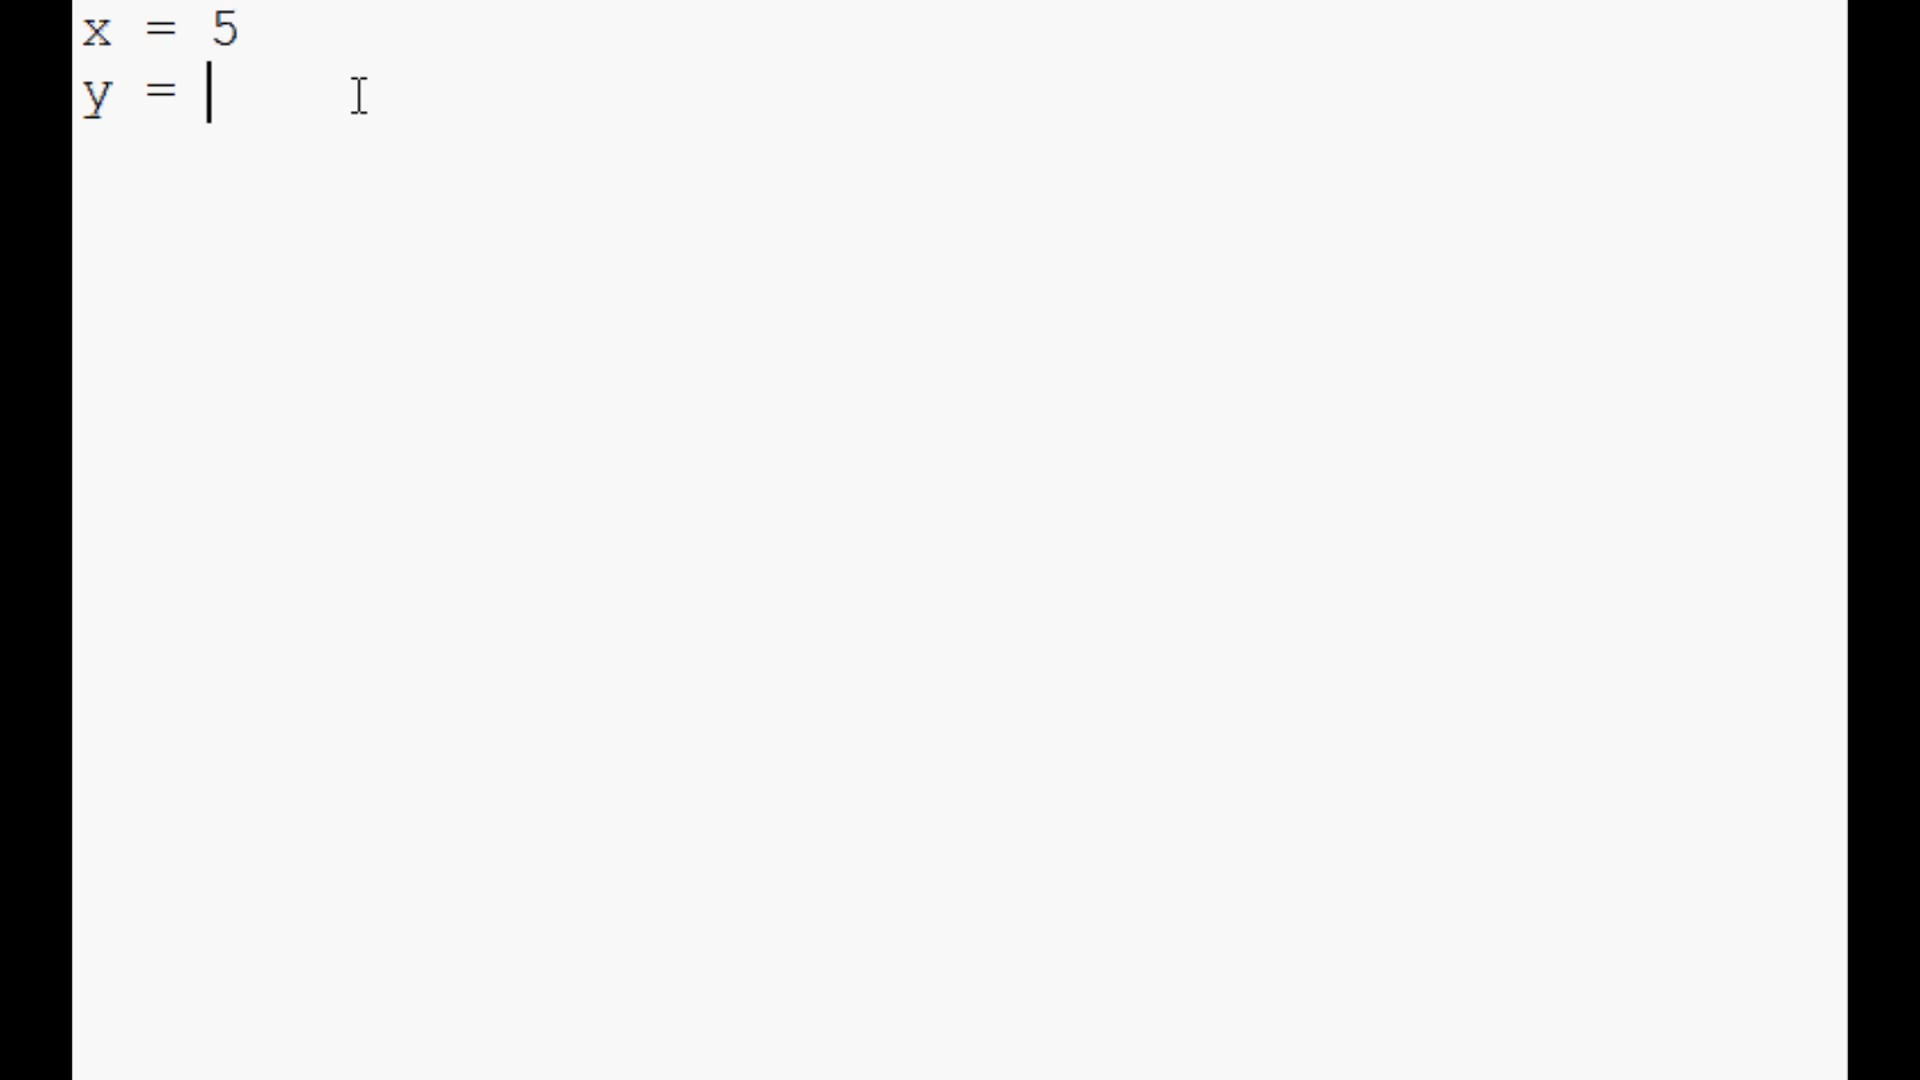 x = 5
y =